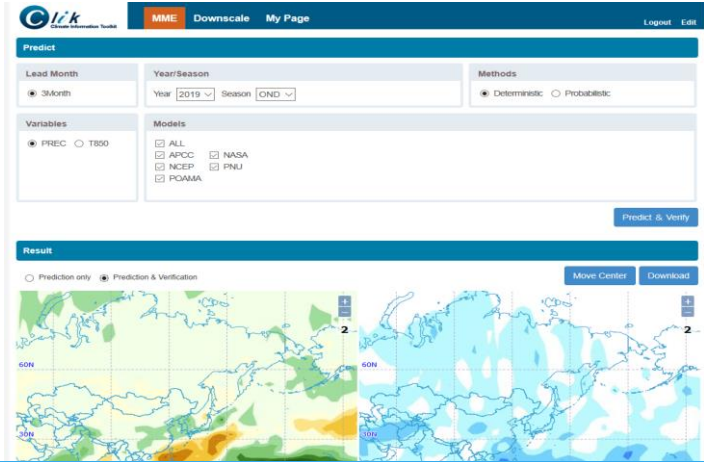 Clik
Climate Information Toolkit
MME Downscale My Page
Logout Edit
Predict
Lead Month
3Month
Year/Season
Year 2019 Season OND
Methods
Deterministic Probabilistic
Variables
PREC T850
Models
ALL
APCC NASA
NCEP PNU
POAMA
Predict & Verify
Result
Prediction only Prediction & Verification
Move Center Download
+
−
2
60N
30N
+
−
2
60N
30N